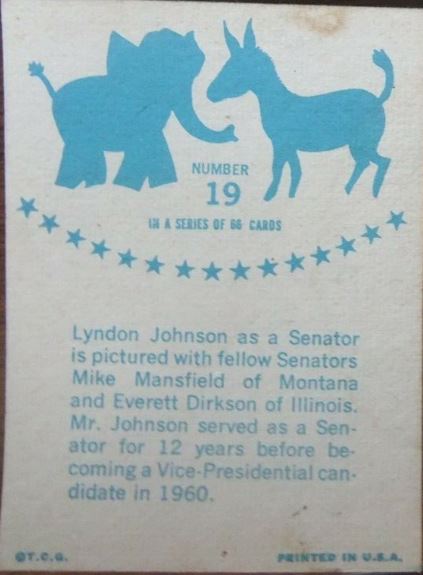 NUMBER
19
IN A SERIES OF 66 CARDS
Lyndon Johnson as a Senator
is pictured with fellow Senators
Mike Mansfield of Montana
and Everett Dirkson of Illinois.
Mr. Johnson served as a Sen-
ator for 12 years before be-
coming a Vice-Presidential can-
didate in 1960.
©T.C.G.
PRINTED IN U.S.A.